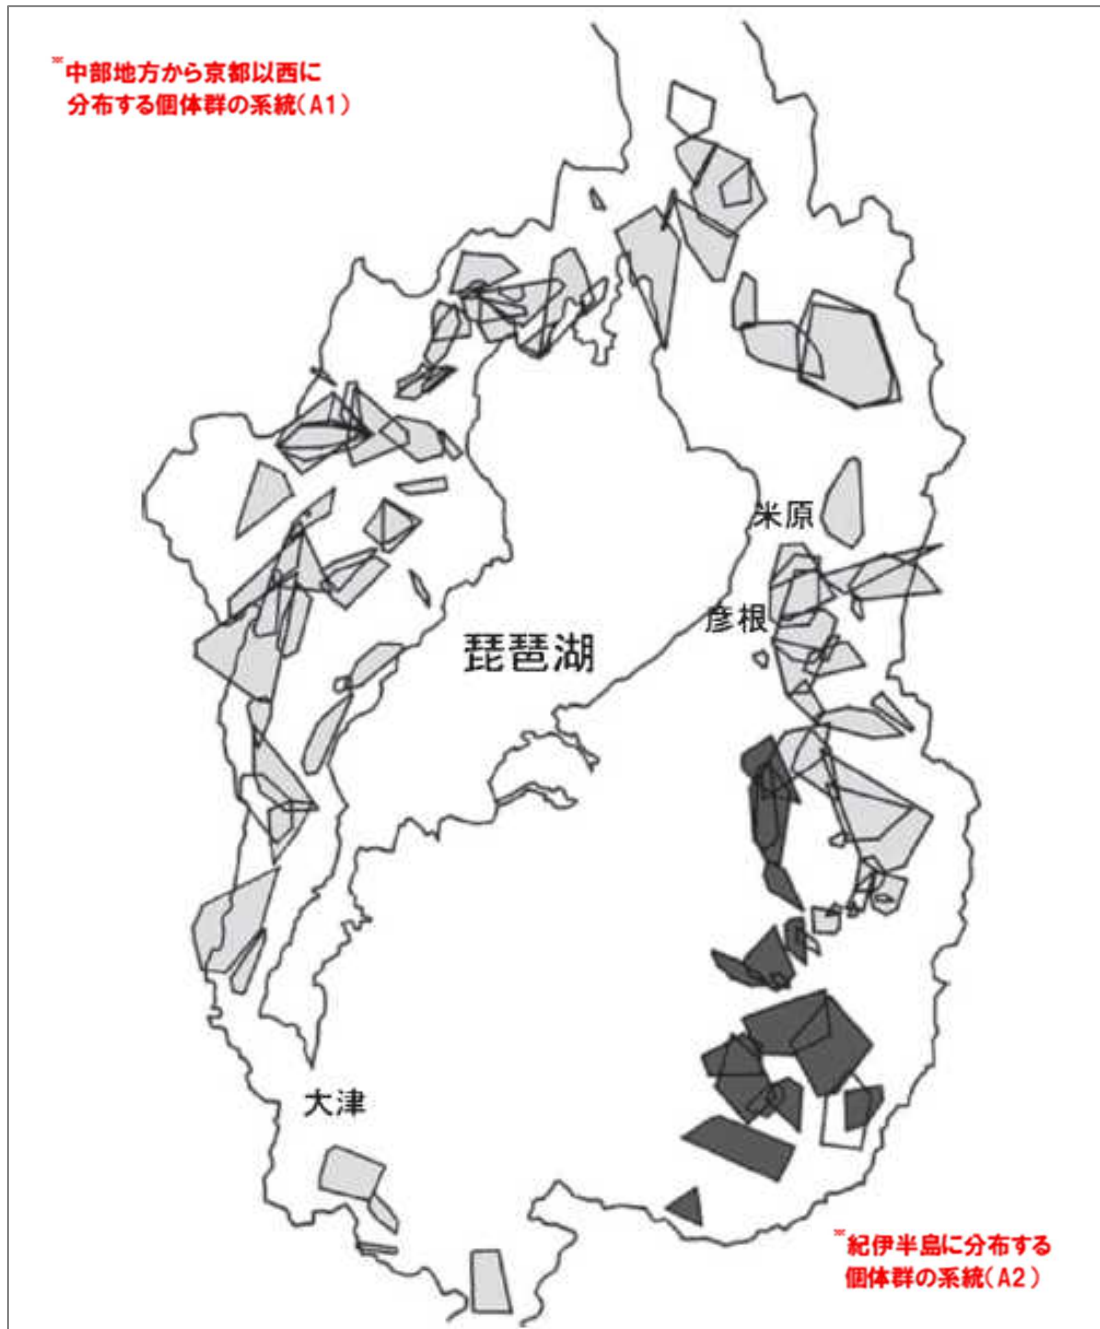 ※中部地方から京都以西に
分布する個体群の系統(A1)
米原
彦根
琵琶湖
大津
※紀伊半島に分布する
個体群の系統(A2)